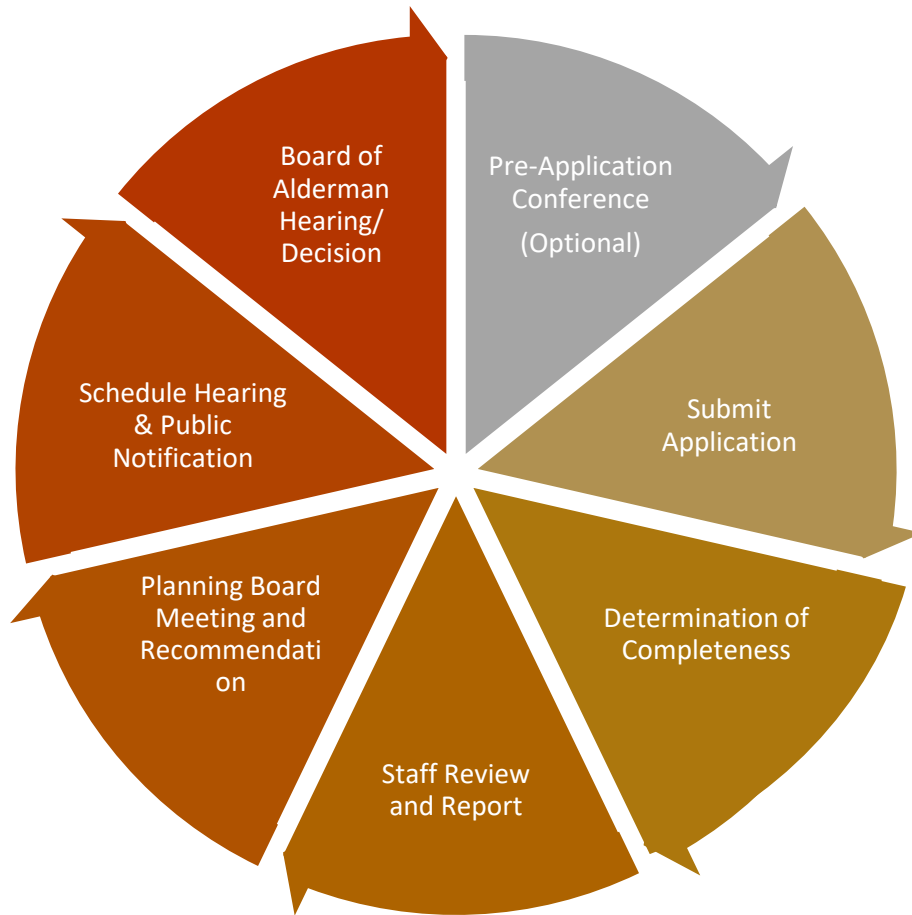 Pre-Application
Conference
(Optional)
Submit
Application
Determination of
Completeness
Staff Review
and Report
Planning Board
Meeting and
Recommendati
on
Schedule Hearing
& Public
Notification
Board of
Alderman
Hearing/
Decision